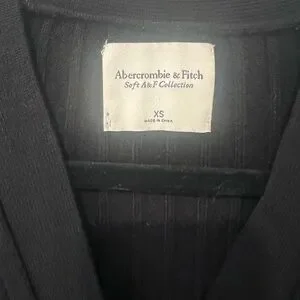 Abercrombie & Fitch
Soft A&F Collection
XS
MADE IN CHINA